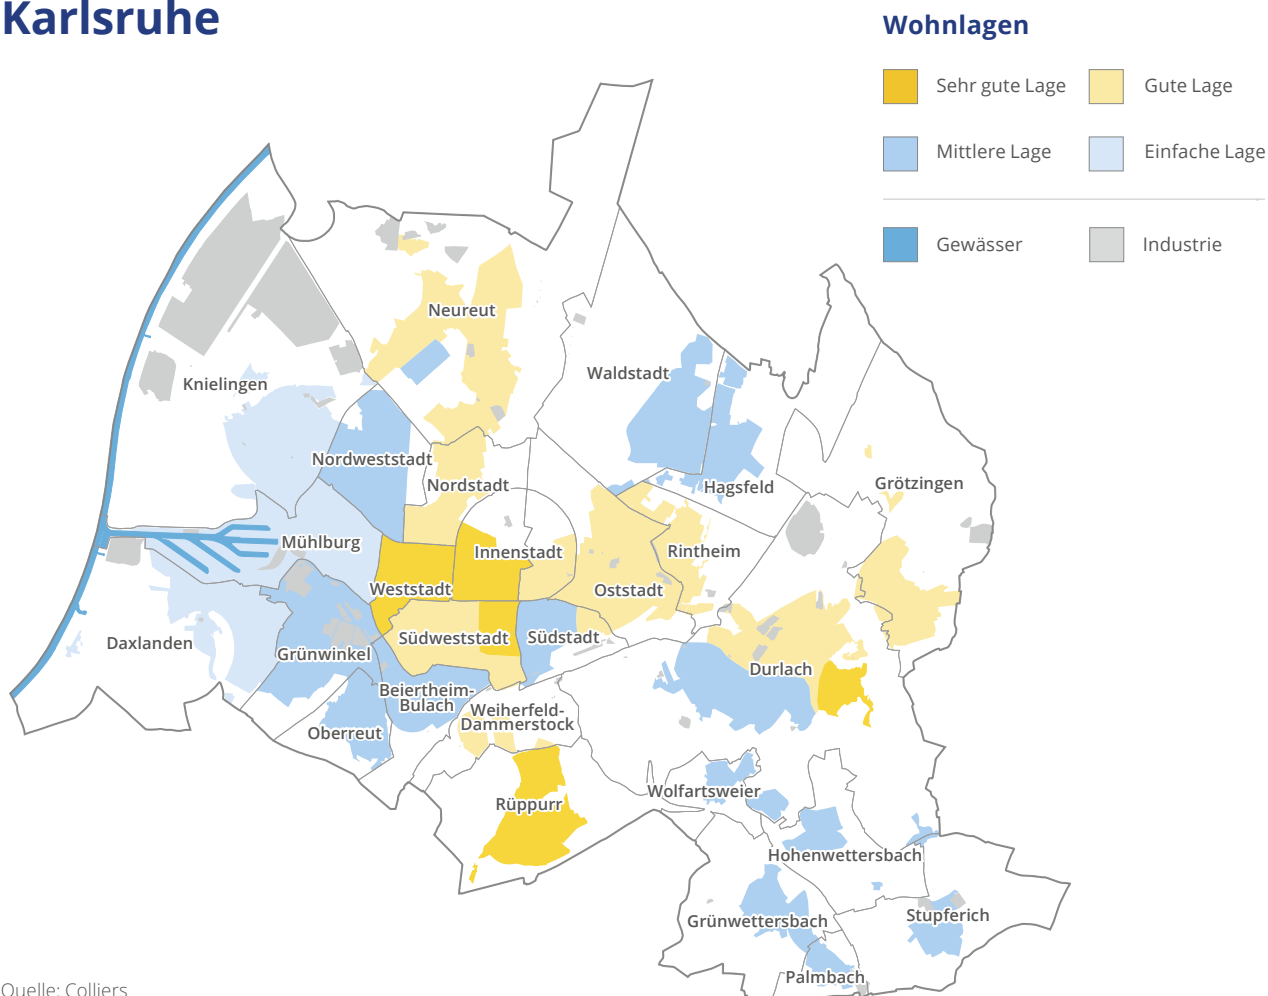 Karlsruhe
Wohnlagen
Sehr gute Lage
Gute Lage
Mittlere Lage
Einfache Lage
Gewässer
Industrie
Neureut
Waldstadt
Knielingen
Nordweststadt
Nordstadt
Hagsfeld
Grötzingen
Mühlburg
Innenstadt
Rintheim
Weststadt
Oststadt
Daxlanden
Grünwinkel
Südweststadt
Südstadt
Durlach
Beiertheim-
Bulach
Weiherfeld-
Dammerstock
Oberreut
Rüppurr
Wolfartsweier
Hohenwettersbach
Grünwettersbach
Stupferich
Palmbach
Quelle: Colliers